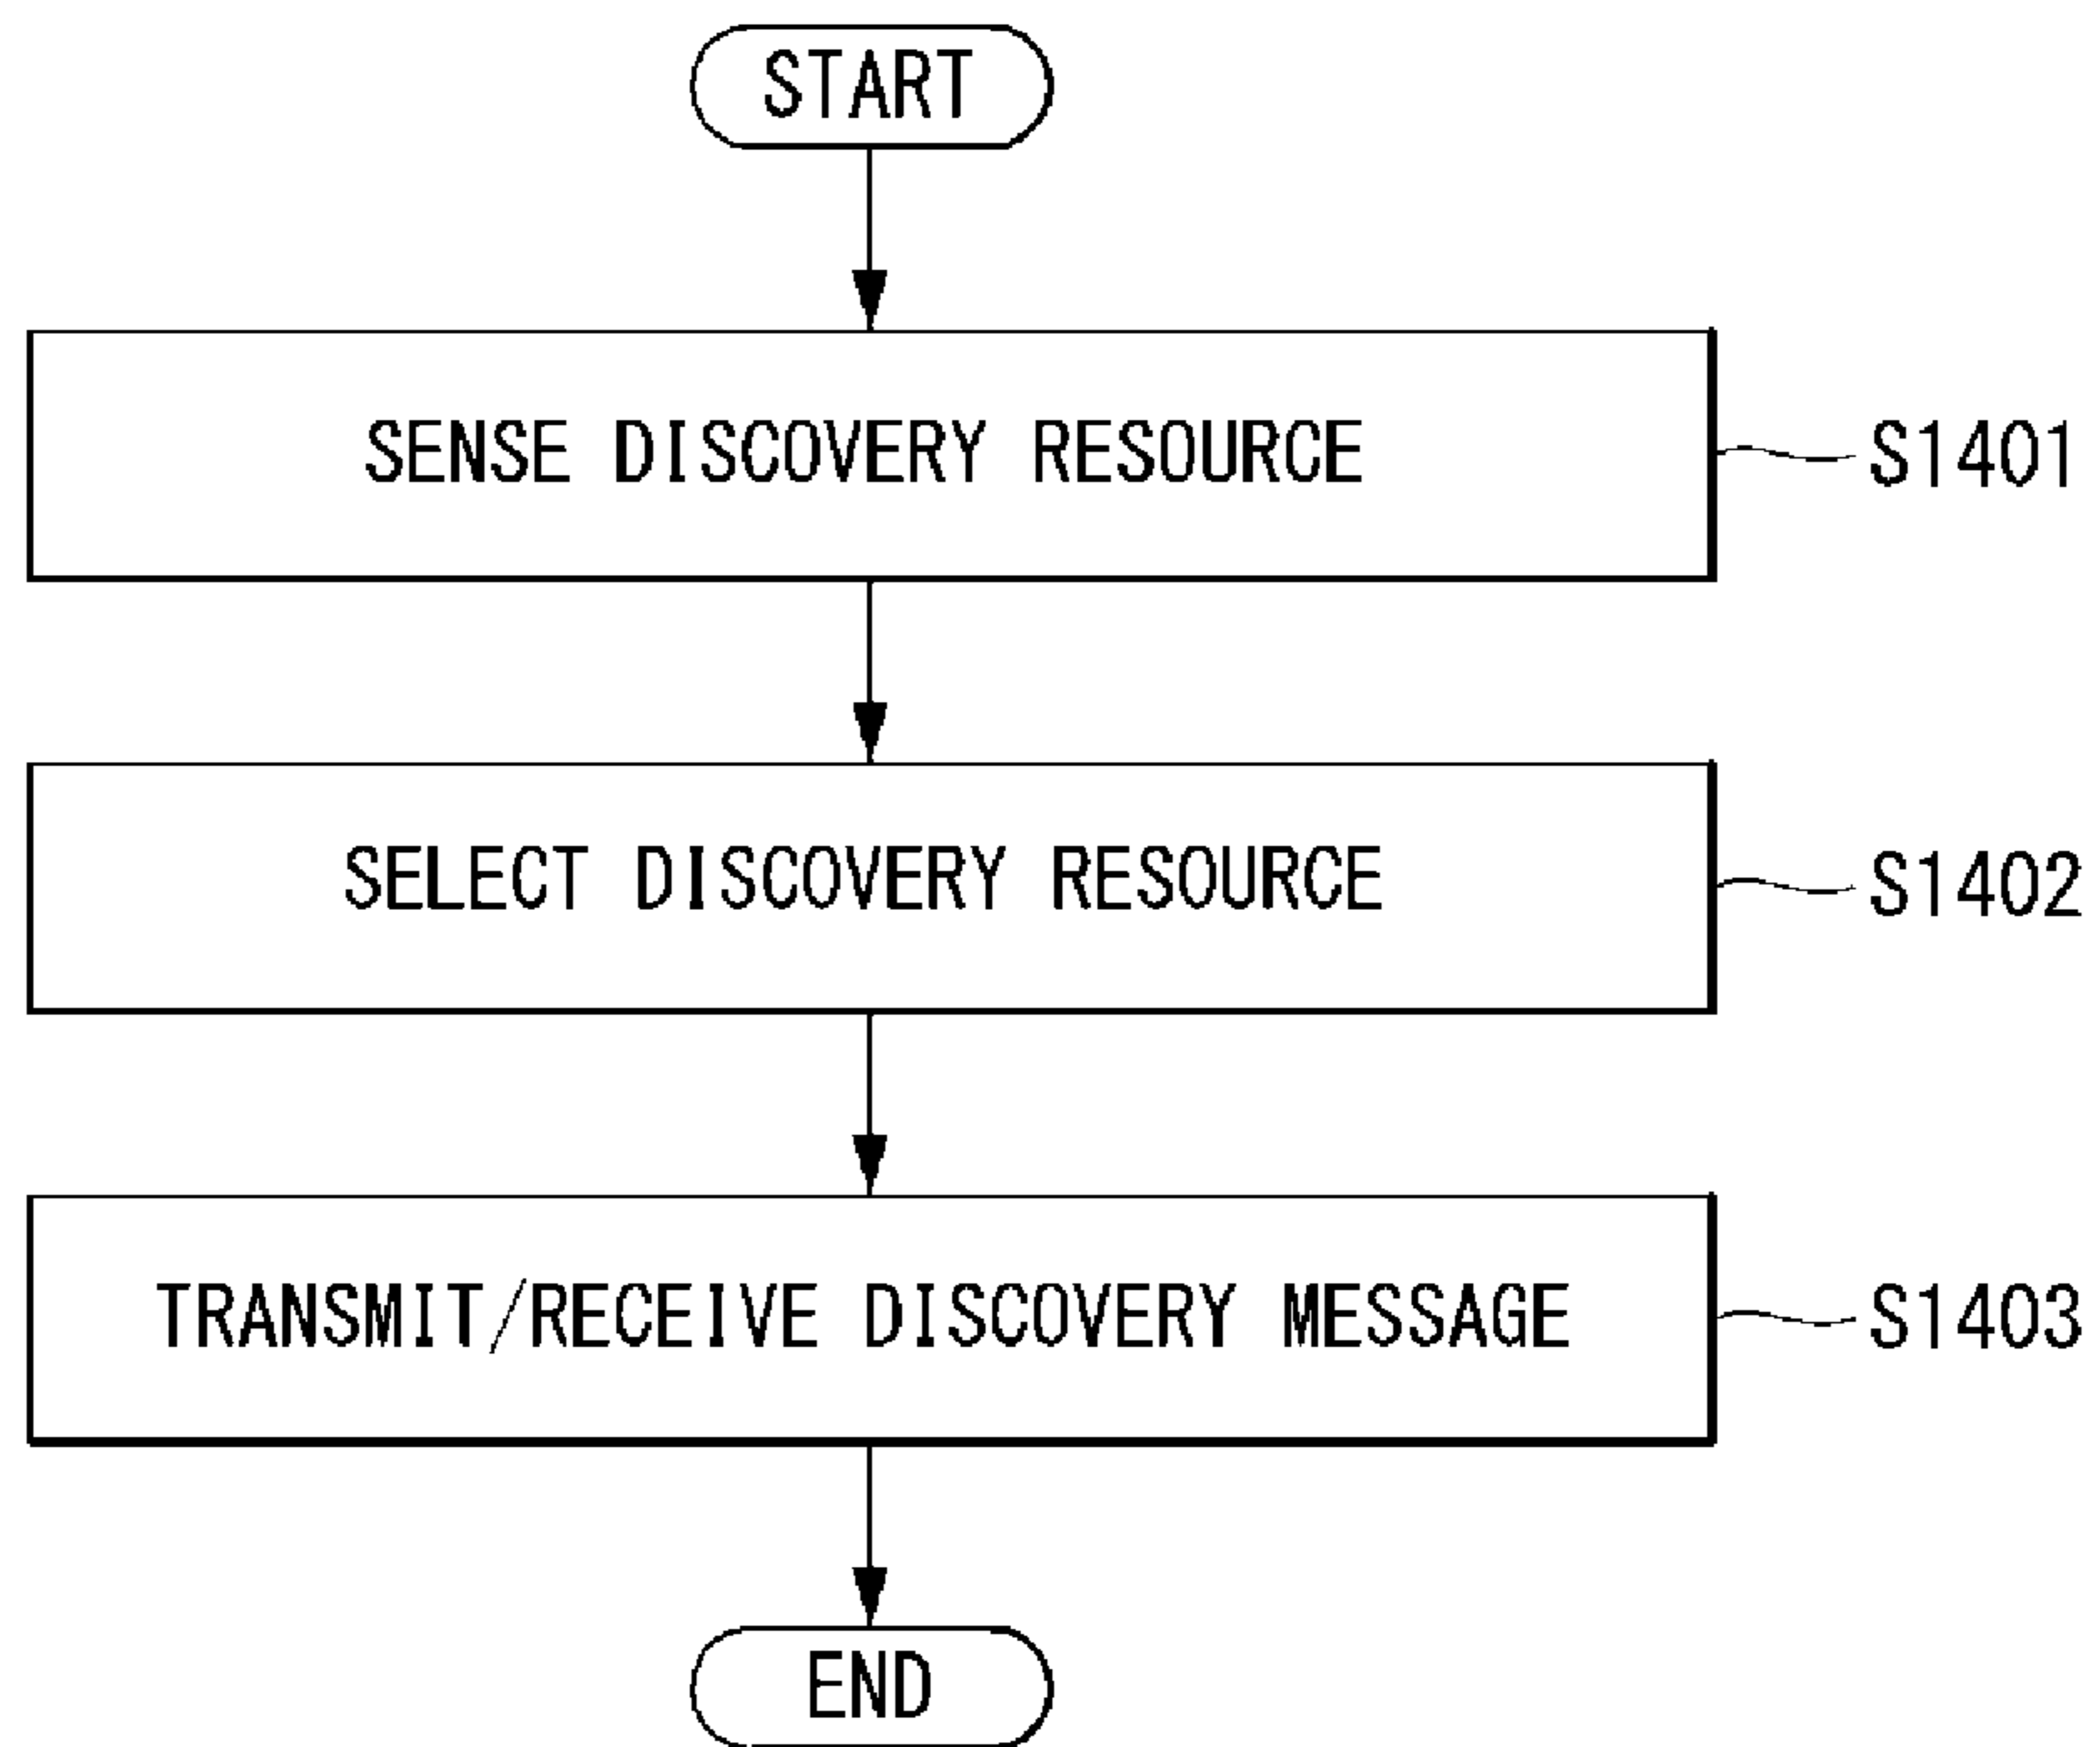 START
SENSE DISCOVERY RESOURCE
S1401
SELECT DISCOVERY RESOURCE
S1402
TRANSMIT/RECEIVE DISCOVERY MESSAGE
S1403
END